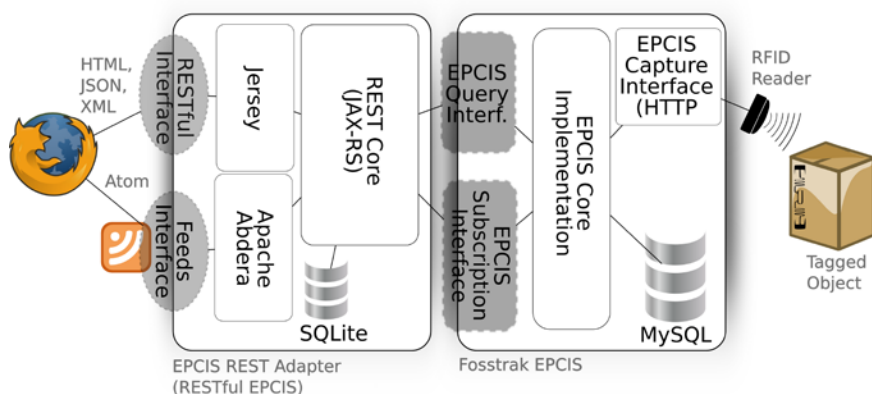 HTML,
JSON,
XML
Atom
RESTful
Interface
Feeds
Interface
Jersey
Apache
Abdera
REST Core
(JAX-RS)
SQLite
EPCIS REST Adapter
(RESTful EPCIS)
EPCIS
Query
Interf.
EPCIS
Subscription
Interface
EPCIS Core
Implementation
EPCIS
Capture
Interface
(HTTP
MySQL
Fosstrak EPCIS
RFID
Reader
Tagged
Object